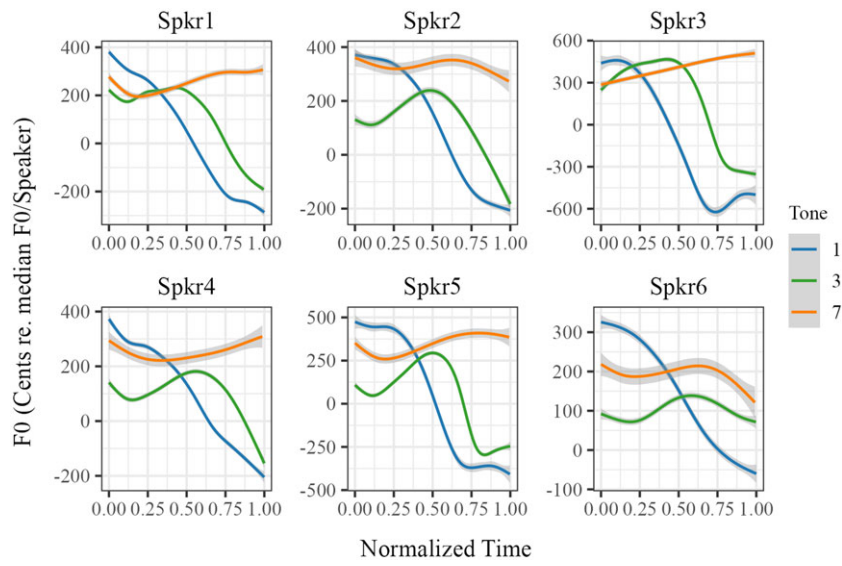 Spkr1 Spkr2 Spkr3
400
200
0
-200
400
200
0
-200
600
300
0
-300
-600
0.00 0.25 0.50 0.75 1.00
0.00 0.25 0.50 0.75 1.00
0.00 0.25 0.50 0.75 1.00
Spkr4 Spkr5 Spkr6
400
200
0
-200
500
250
0
-250
-500
300
200
100
0
-100
0.00 0.25 0.50 0.75 1.00
0.00 0.25 0.50 0.75 1.00
0.00 0.25 0.50 0.75 1.00
F0 (Cents re. median F0/Speaker)
Normalized Time
Tone
1
3
7